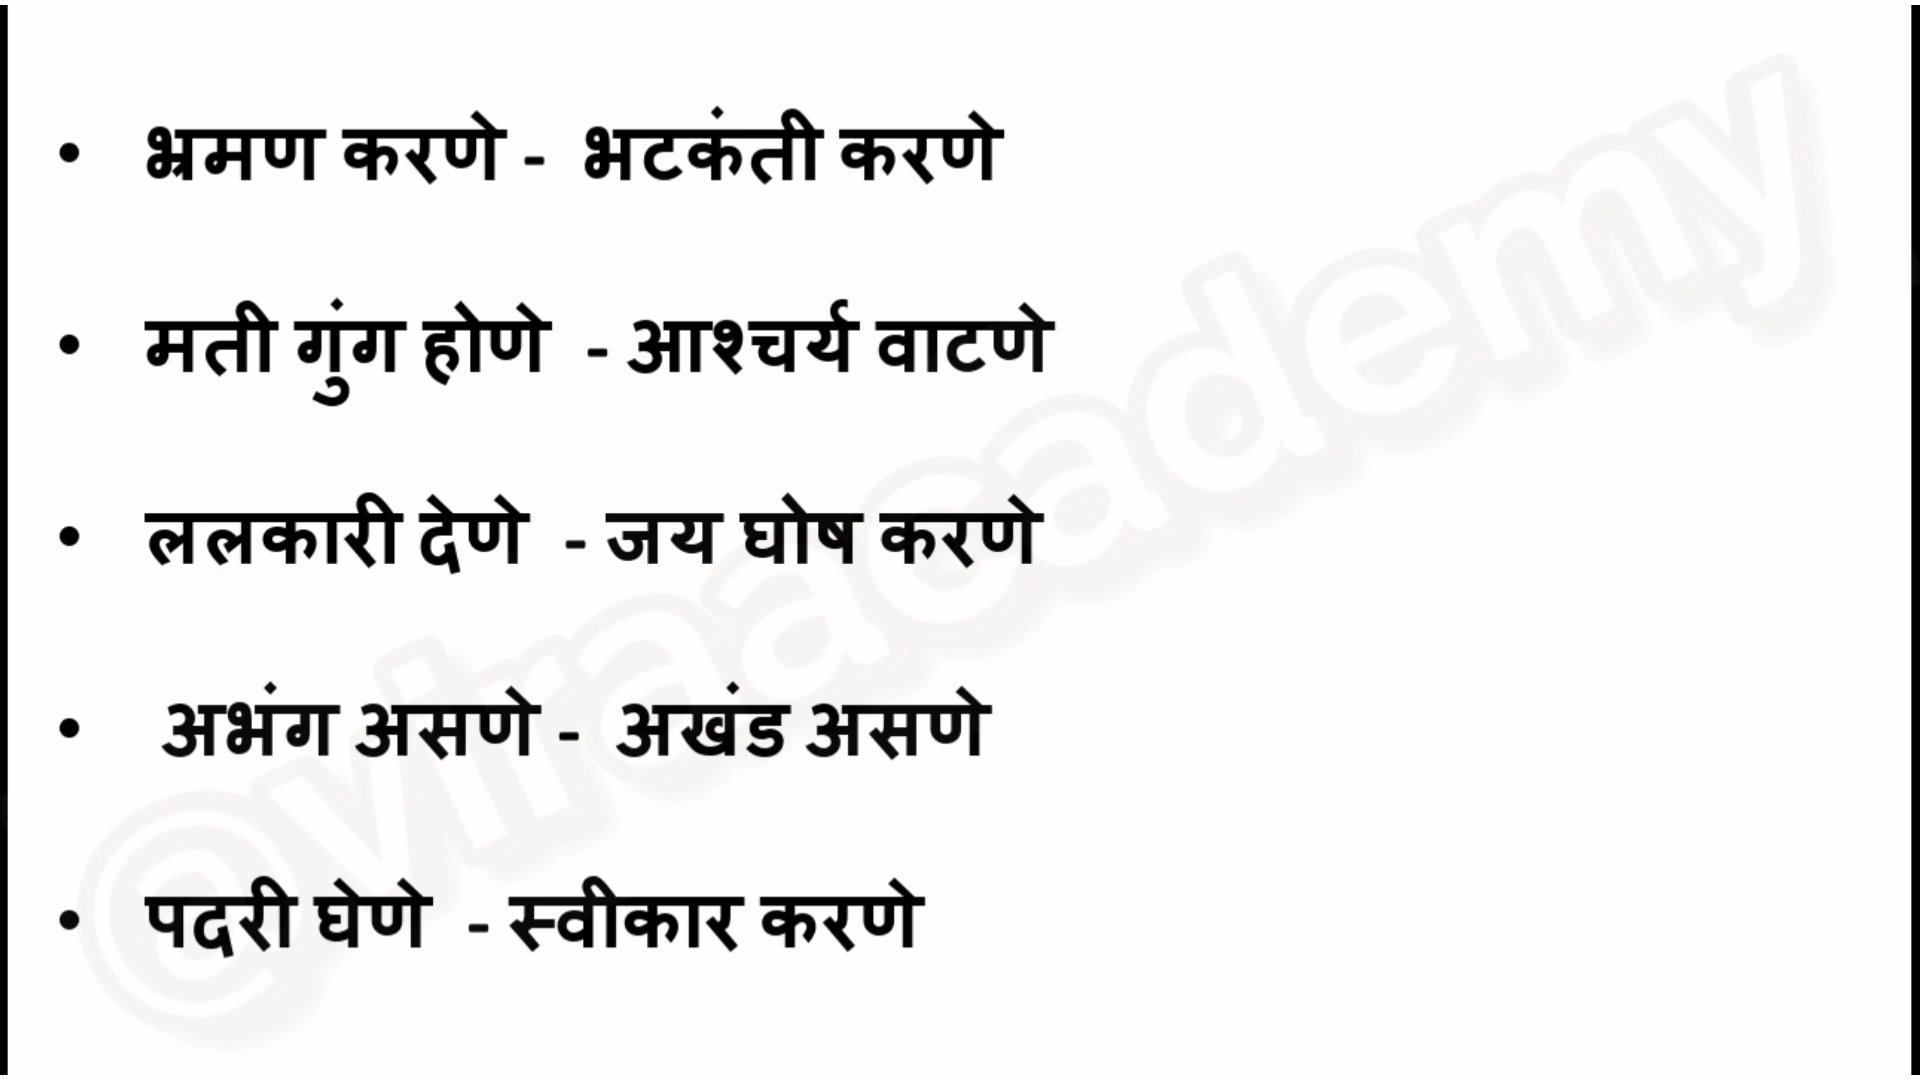 • भ्रमण करणे - भटकंती करणे
• मती गुंग होणे - आश्चर्य वाटणे
• ललकारी देणे - जय घोष करणे
• अभंग असणे - अखंड असणे
• पदरी घेणे - स्वीकार करणे
@viraacademy